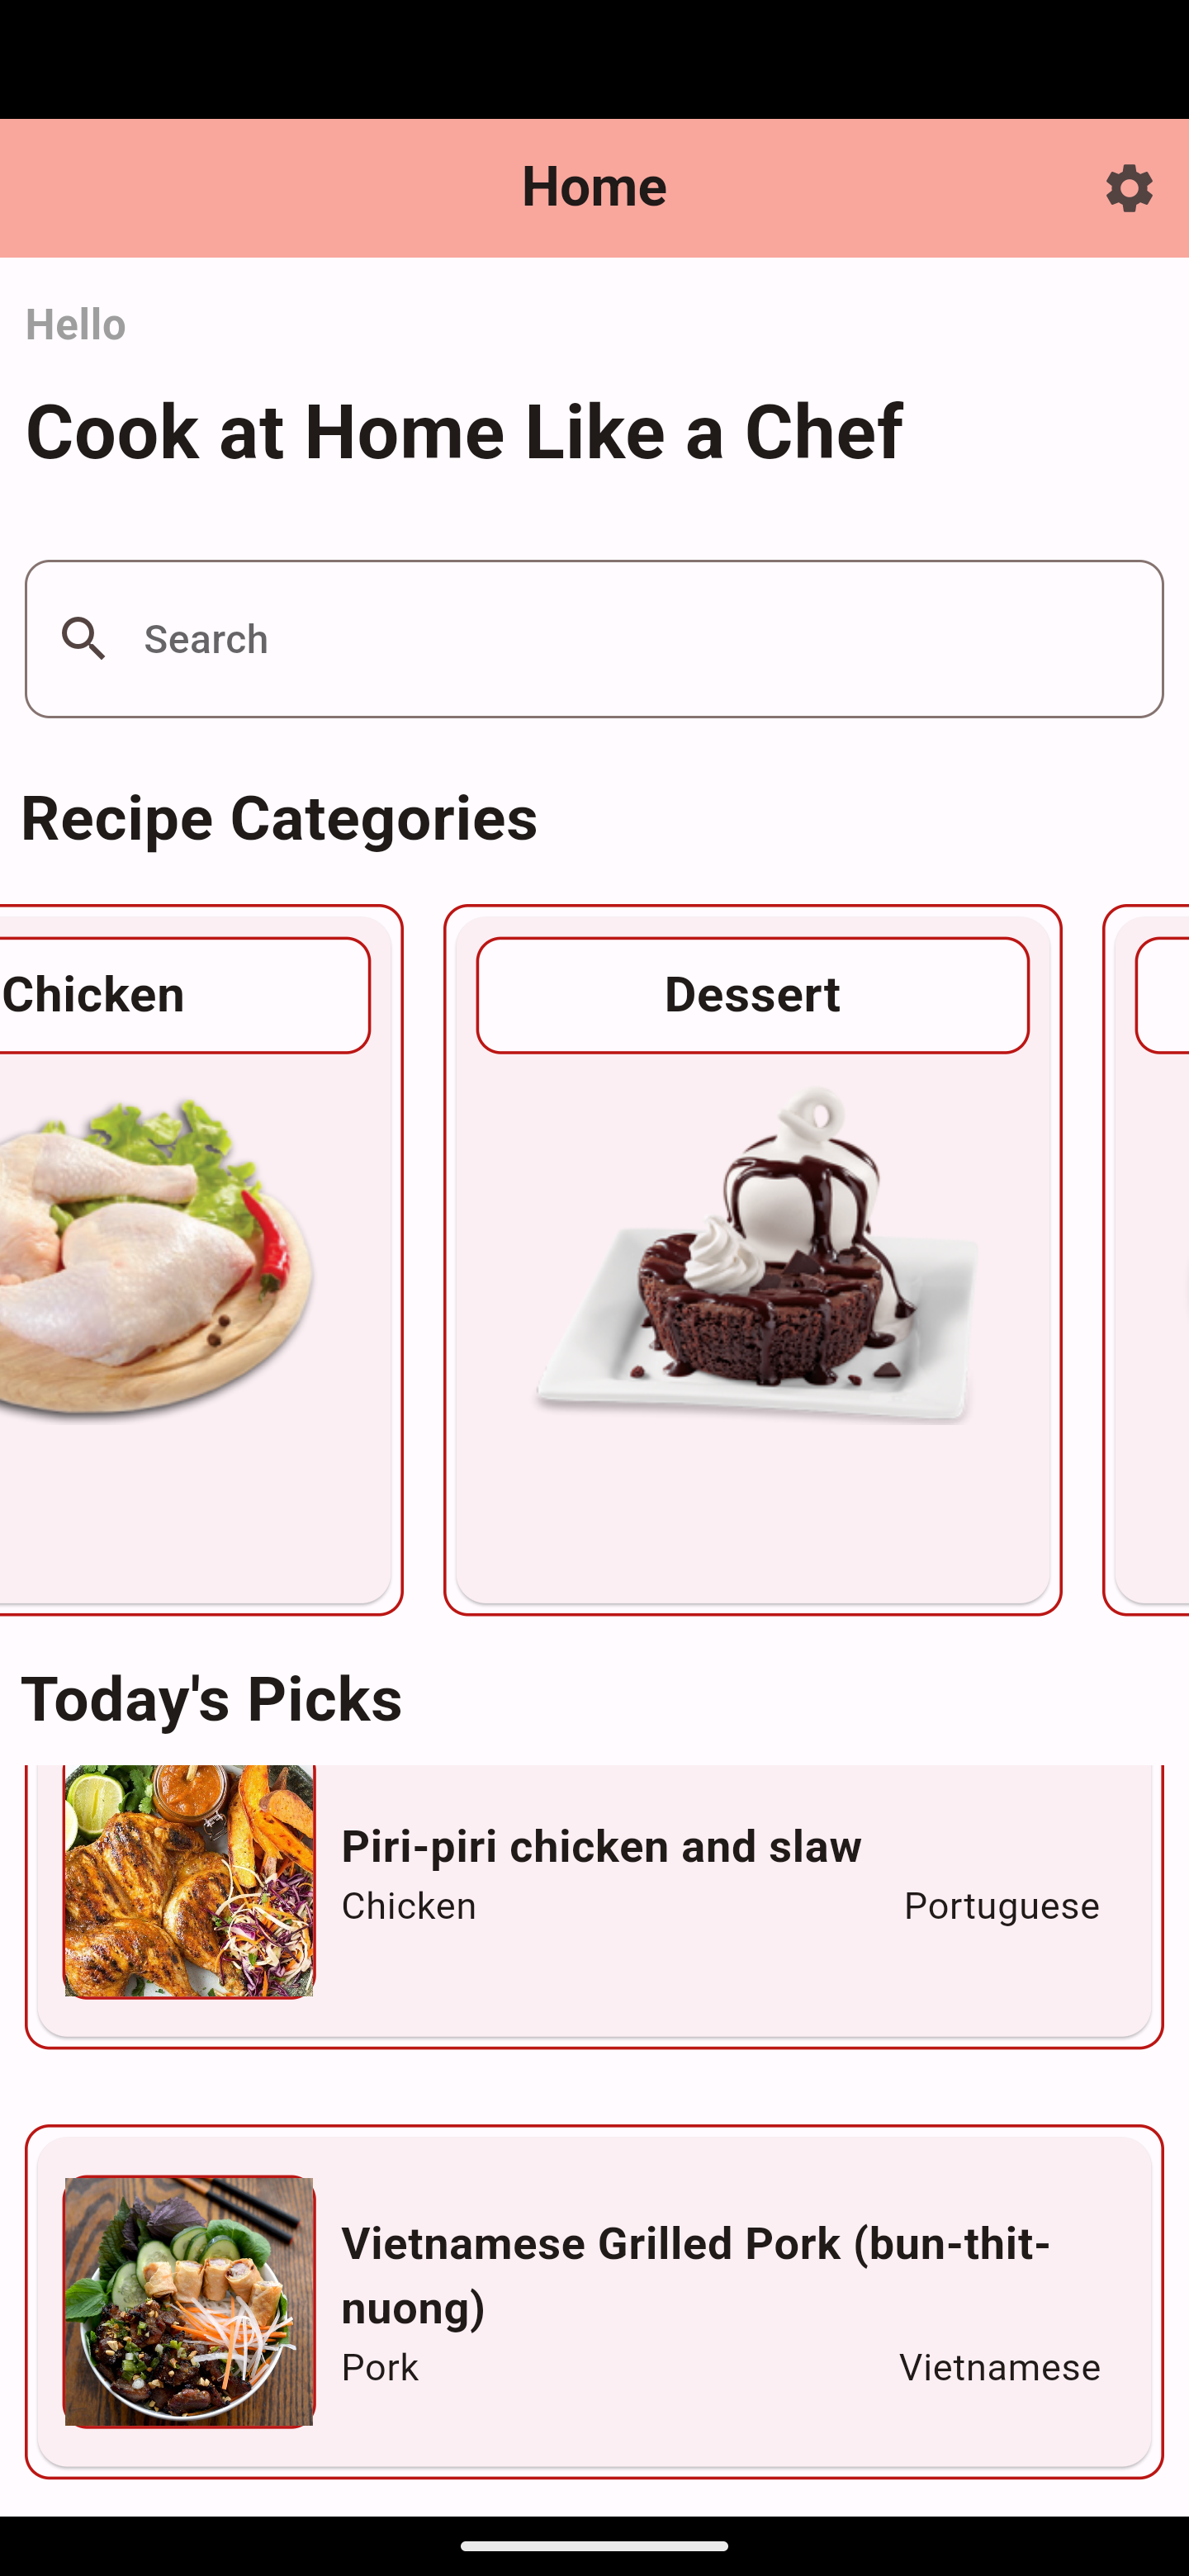 Home
Hello
Cook at Home Like a Chef
Search
Recipe Categories
Chicken
Dessert
Today's Picks
Piri-piri chicken and slaw
Chicken
Portuguese
Vietnamese Grilled Pork (bun-thit-
nuong)
Pork
Vietnamese